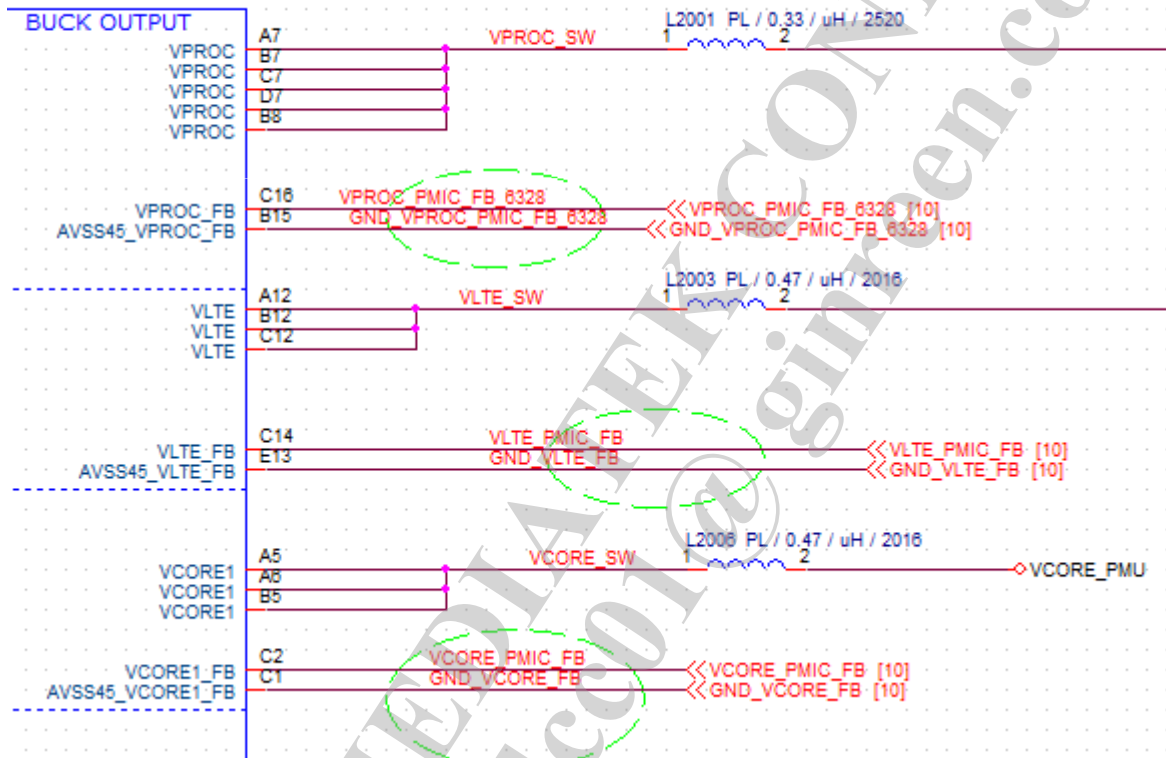 BUCK OUTPUT
L2001 PL / 0.33 / uH / 2520
VPROC A7 VPROC_SW 1 2
VPROC B7
VPROC C7
VPROC D7
VPROC B8
VPROC_FB C16 VPROC_PMIC_FB_6328 VPROC_PMIC_FB_6328 [10]
AVSS45_VPROC_FB B15 GND_VPROC_PMIC_FB_6328 GND_VPROC_PMIC_FB_6328 [10]
L2003 PL / 0.47 / uH / 2016
VLTE A12 VLTE_SW 1 2
VLTE B12
VLTE C12
VLTE_FB C14 VLTE_PMIC_FB VLTE_PMIC_FB [10]
AVSS45_VLTE_FB E13 GND_VLTE_FB GND_VLTE_FB [10]
L2006 PL / 0.47 / uH / 2016
VCORE1 A5 VCORE_SW 1 2 VCORE_PMU
VCORE1 A6
VCORE1 B5
VCORE1_FB C2 VCORE_PMIC_FB VCORE_PMIC_FB [10]
AVSS45_VCORE1_FB C1 GND_VCORE_FB GND_VCORE_FB [10]